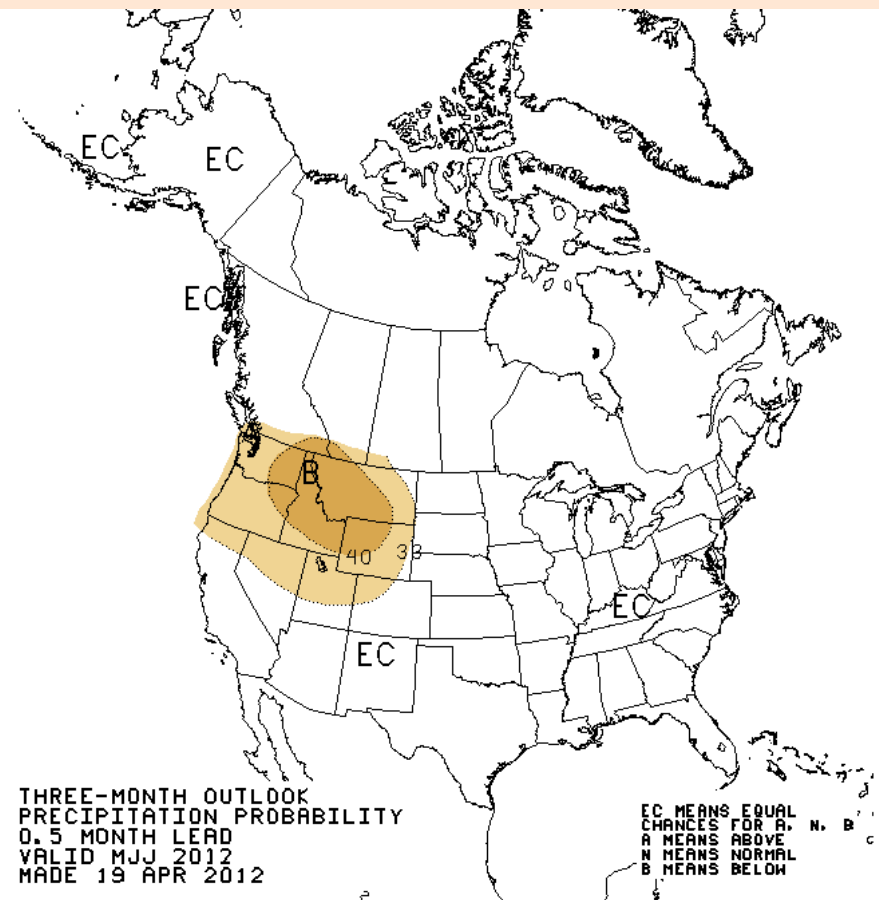 EC
EC
EC
B
40 33
EC
EC
THREE-MONTH OUTLOOK
PRECIPITATION PROBABILITY
0.5 MONTH LEAD
VALID MJJ 2012
MADE 19 APR 2012
EC MEANS EQUAL
CHANCES FOR A, N, B
A MEANS ABOVE
N MEANS NORMAL
B MEANS BELOW